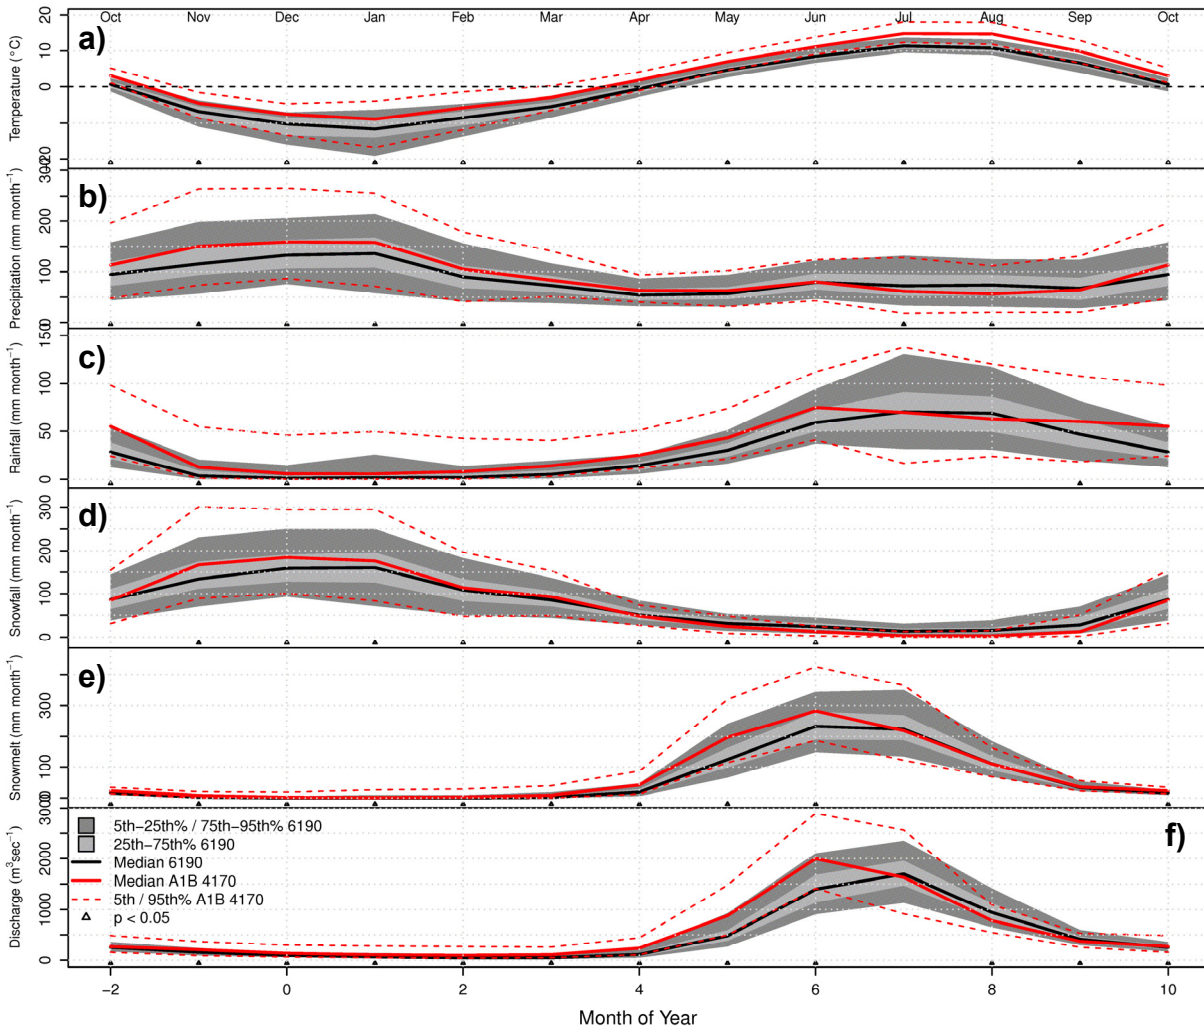 Oct Nov Dec Jan Feb Mar Apr May Jun Jul Aug Sep Oct
a)
Temperature (°C)
20
10
0
b)
Precipitation (mm month−1)
200
100
c)
Rainfall (mm month−1)
150
100
50
0
d)
Snowfall (mm month−1)
300
200
100
0
e)
Snowmelt (mm month−1)
300
100
f)
Discharge (m3sec−1)
2000
1000
0
5th−25th% / 75th−95th% 6190
25th−75th% 6190
Median 6190
Median A1B 4170
5th / 95th% A1B 4170
p < 0.05
−2 0 2 4 6 8 10
Month of Year